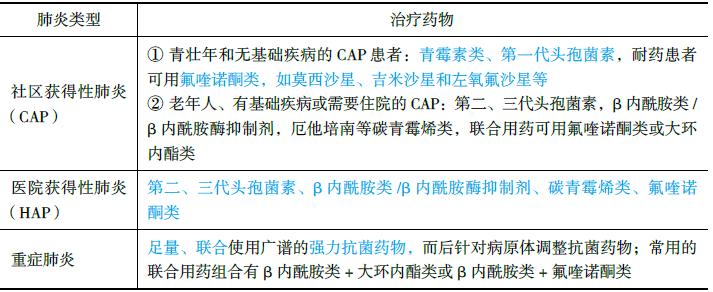 肺炎类型 治疗药物
① 青壮年和无基础疾病的 CAP 患者：青霉素类、第一代头孢菌素，耐药患者
可用氟喹诺酮类，如莫西沙星、吉米沙星和左氧氟沙星等
社区获得性肺炎
（CAP）
② 老年人、有基础疾病或需要住院的 CAP：第二、三代头孢菌素，β 内酰胺类 /
β 内酰胺酶抑制剂，厄他培南等碳青霉烯类，联合用药可用氟喹诺酮类或大环
内酯类
医院获得性肺炎
（HAP）
第二、三代头孢菌素、β 内酰胺类 /β 内酰胺酶抑制剂、碳青霉烯类、氟喹诺
酮类
重症肺炎
足量、联合使用广谱的强力抗菌药物，而后针对病原体调整抗菌药物；常用的
联合用药组合有 β 内酰胺类 + 大环内酯类或 β 内酰胺类 + 氟喹诺酮类